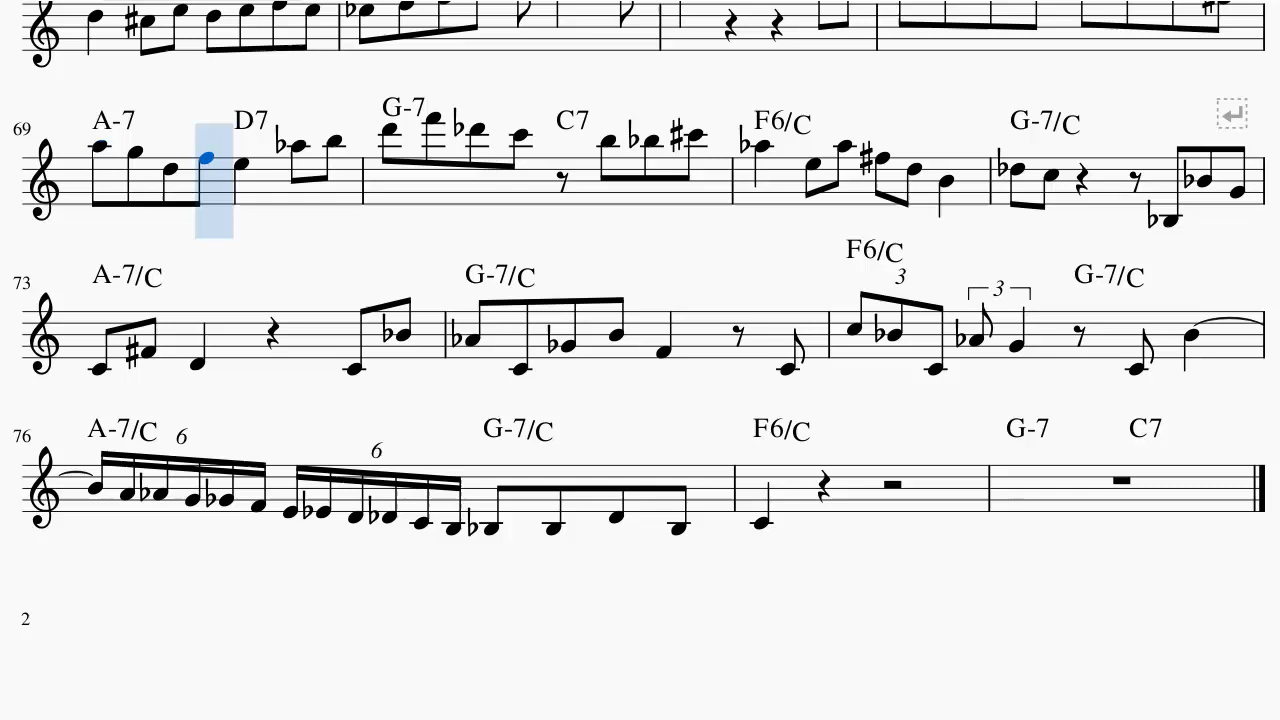 A-7 D7 G-7 C7 F6/C G-7/C
69
A-7/C G-7/C F6/C G-7/C
73 3 3
A-7/C G-7/C F6/C G-7 C7
76 6 6
2